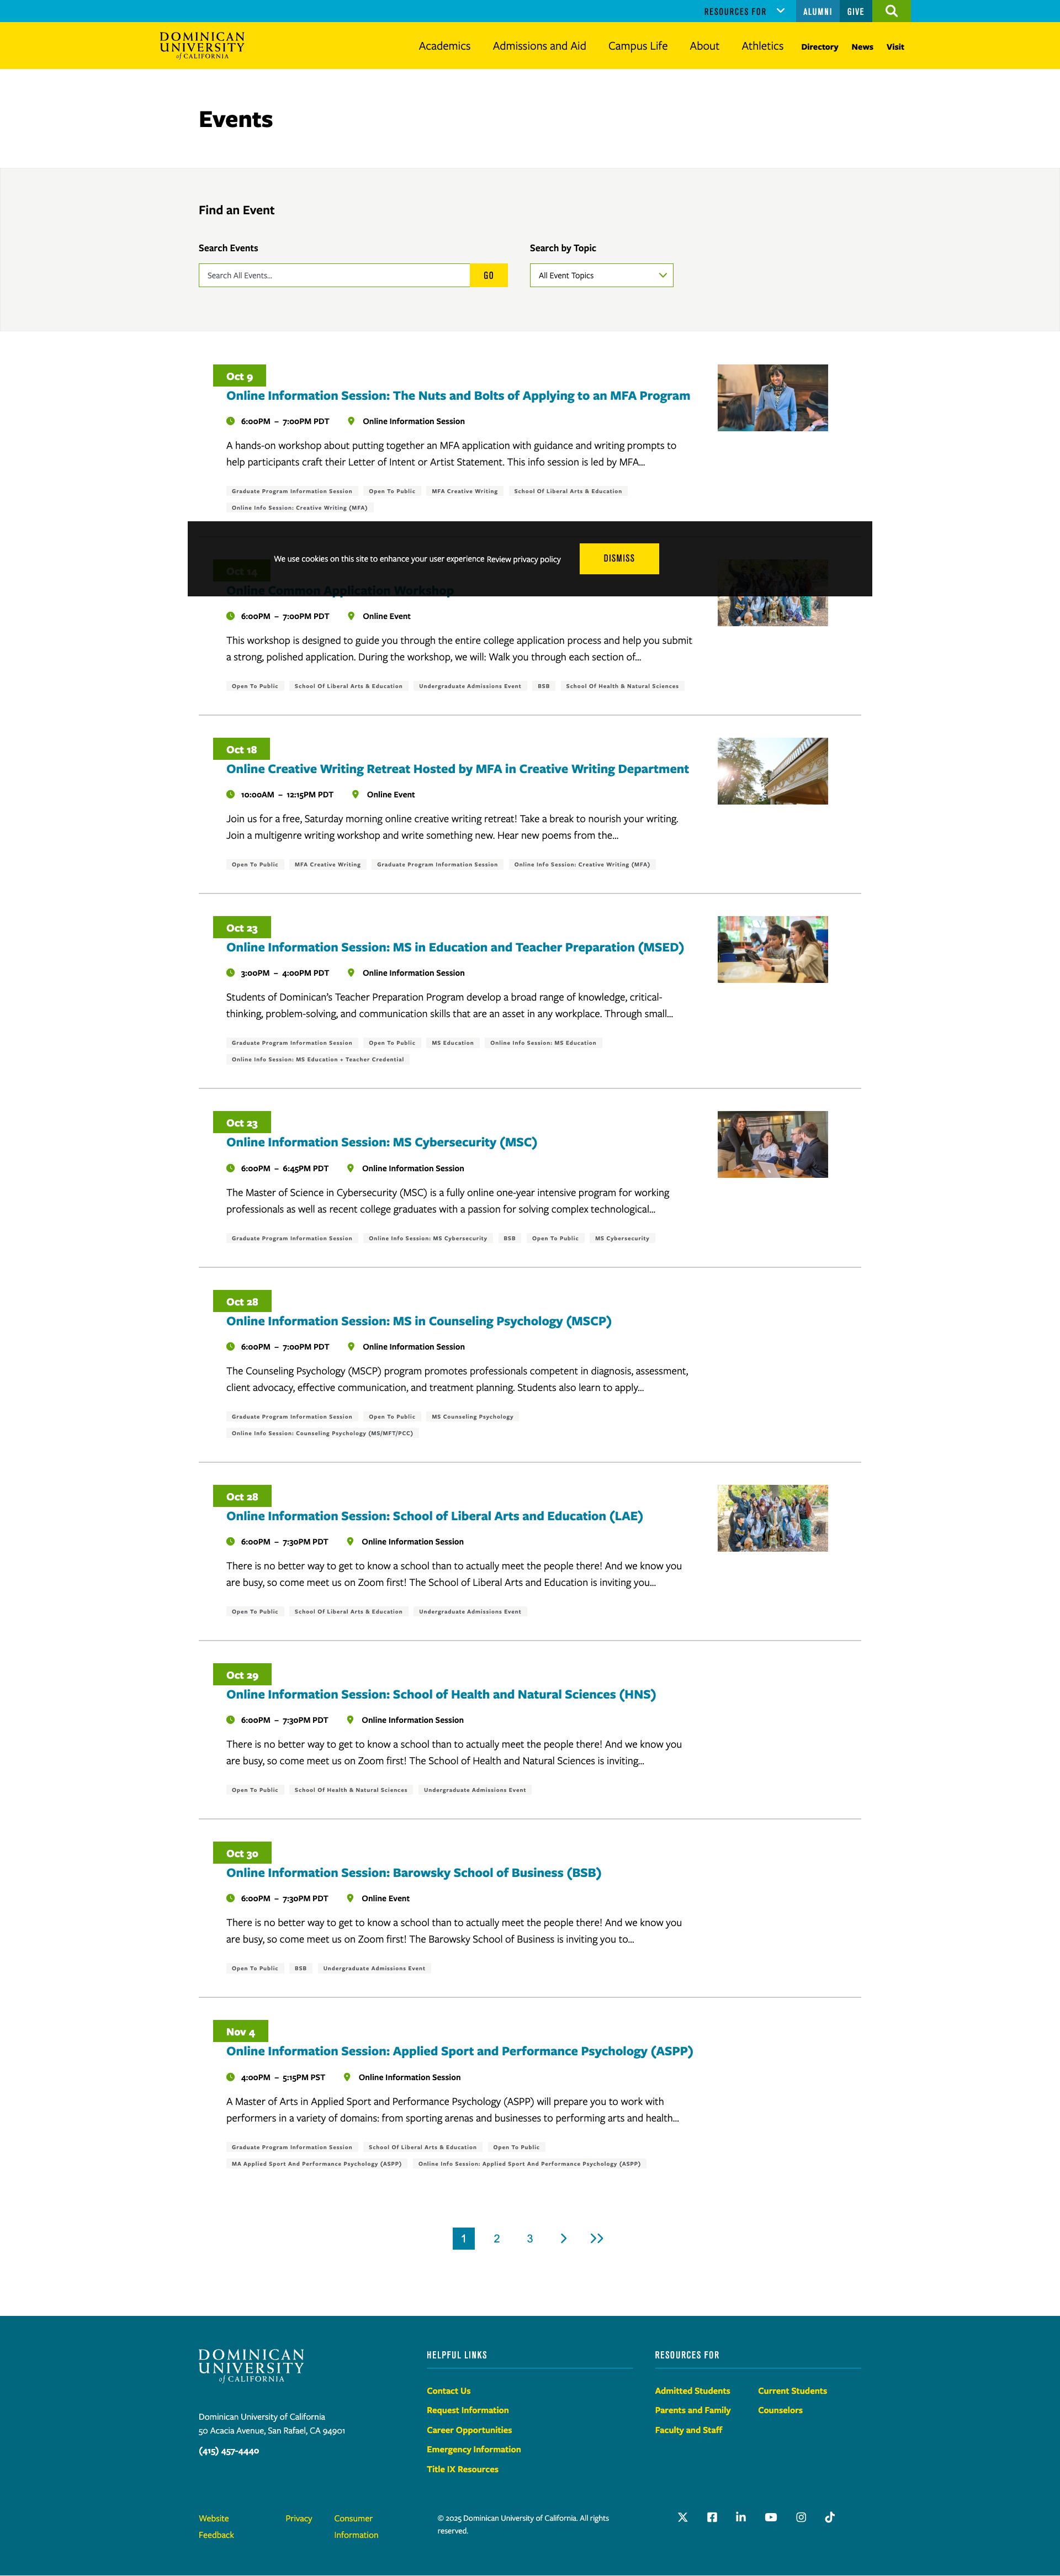 RESOURCES FOR
ALUMNI
GIVE
DOMINICAN
UNIVERSITY
of CALIFORNIA
Academics
Admissions and Aid
Campus Life
About
Athletics
Directory
News
Visit
Events
Find an Event
Search Events
Search by Topic
Search All Events...
GO
All Event Topics
Oct 9
Online Information Session: The Nuts and Bolts of Applying to an MFA Program
6:00PM – 7:00PM PDT Online Information Session
A hands-on workshop about putting together an MFA application with guidance and writing prompts to
help participants craft their Letter of Intent or Artist Statement. This info session is led by MFA...
Graduate Program Information Session Open To Public MFA Creative Writing School Of Liberal Arts & Education
Online Info Session: Creative Writing (MFA)
We use cookies on this site to enhance your user experience Review privacy policy
DISMISS
Oct 14
Online Common Application Workshop
6:00PM – 7:00PM PDT Online Event
This workshop is designed to guide you through the entire college application process and help you submit
a strong, polished application. During the workshop, we will: Walk you through each section of...
Open To Public School Of Liberal Arts & Education Undergraduate Admissions Event BSB School Of Health & Natural Sciences
Oct 18
Online Creative Writing Retreat Hosted by MFA in Creative Writing Department
10:00AM – 12:15PM PDT Online Event
Join us for a free, Saturday morning online creative writing retreat! Take a break to nourish your writing.
Join a multigenre writing workshop and write something new. Hear new poems from the...
Open To Public MFA Creative Writing Graduate Program Information Session Online Info Session: Creative Writing (MFA)
Oct 23
Online Information Session: MS in Education and Teacher Preparation (MSED)
3:00PM – 4:00PM PDT Online Information Session
Students of Dominican's Teacher Preparation Program develop a broad range of knowledge, critical-
thinking, problem-solving, and communication skills that are an asset in any workplace. Through small...
Graduate Program Information Session Open To Public MS Education Online Info Session: MS Education
Online Info Session: MS Education + Teacher Credential
Oct 23
Online Information Session: MS Cybersecurity (MSC)
6:00PM – 6:45PM PDT Online Information Session
The Master of Science in Cybersecurity (MSC) is a fully online one-year intensive program for working
professionals as well as recent college graduates with a passion for solving complex technological...
Graduate Program Information Session Online Info Session: MS Cybersecurity BSB Open To Public MS Cybersecurity
Oct 28
Online Information Session: MS in Counseling Psychology (MSCP)
6:00PM – 7:00PM PDT Online Information Session
The Counseling Psychology (MSCP) program promotes professionals competent in diagnosis, assessment,
client advocacy, effective communication, and treatment planning. Students also learn to apply...
Graduate Program Information Session Open To Public MS Counseling Psychology
Online Info Session: Counseling Psychology (MS/MFT/PCC)
Oct 28
Online Information Session: School of Liberal Arts and Education (LAE)
6:00PM – 7:30PM PDT Online Information Session
There is no better way to get to know a school than to actually meet the people there! And we know you
are busy, so come meet us on Zoom first! The School of Liberal Arts and Education is inviting you...
Open To Public School Of Liberal Arts & Education Undergraduate Admissions Event
Oct 29
Online Information Session: School of Health and Natural Sciences (HNS)
6:00PM – 7:30PM PDT Online Information Session
There is no better way to get to know a school than to actually meet the people there! And we know you
are busy, so come meet us on Zoom first! The School of Health and Natural Sciences is inviting...
Open To Public School Of Health & Natural Sciences Undergraduate Admissions Event
Oct 30
Online Information Session: Barowsky School of Business (BSB)
6:00PM – 7:30PM PDT Online Event
There is no better way to get to know a school than to actually meet the people there! And we know you
are busy, so come meet us on Zoom first! The Barowsky School of Business is inviting you to...
Open To Public BSB Undergraduate Admissions Event
Nov 4
Online Information Session: Applied Sport and Performance Psychology (ASPP)
4:00PM – 5:15PM PST Online Information Session
A Master of Arts in Applied Sport and Performance Psychology (ASPP) will prepare you to work with
performers in a variety of domains: from sporting arenas and businesses to performing arts and health...
Graduate Program Information Session School Of Liberal Arts & Education Open To Public
MA Applied Sport And Performance Psychology (ASPP) Online Info Session: Applied Sport And Performance Psychology (ASPP)
1 2 3
DOMINICAN
UNIVERSITY
of CALIFORNIA
Dominican University of California
50 Acacia Avenue, San Rafael, CA 94901
(415) 457-4440
HELPFUL LINKS
Contact Us
Request Information
Career Opportunities
Emergency Information
Title IX Resources
RESOURCES FOR
Admitted Students
Parents and Family
Faculty and Staff
Current Students
Counselors
Website
Feedback
Privacy
Consumer
Information
© 2025 Dominican University of California. All rights
reserved.